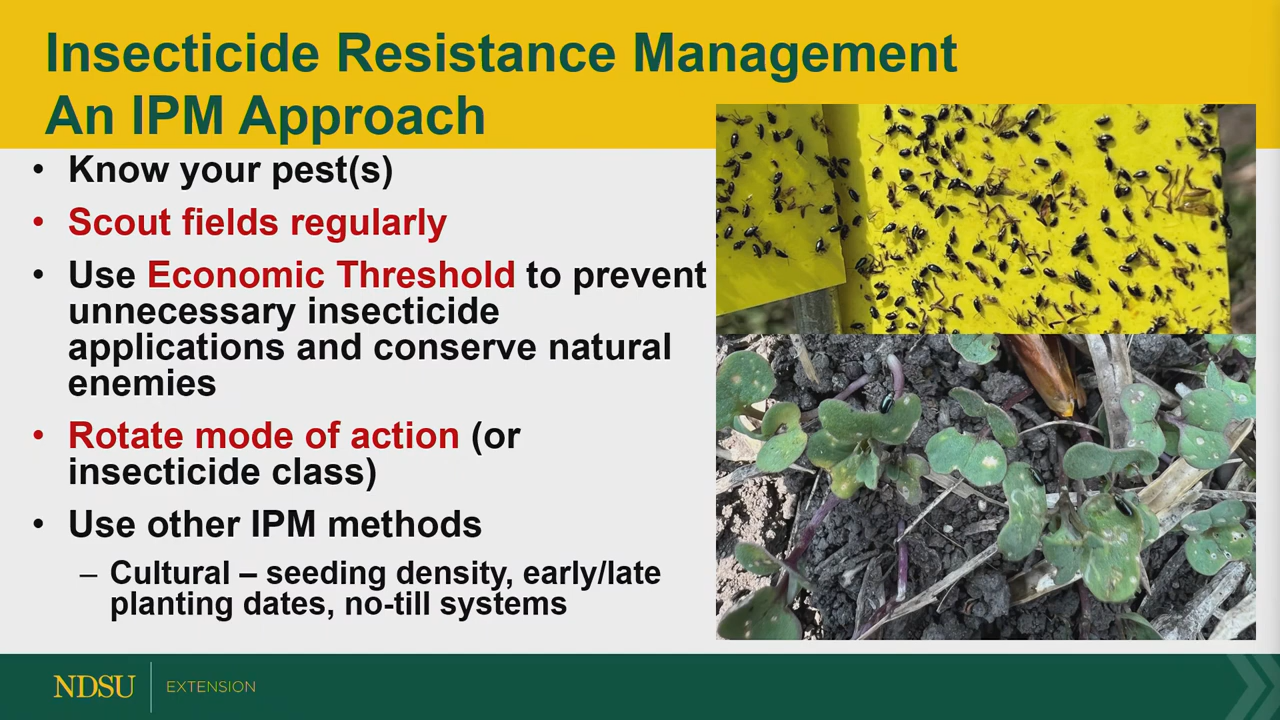 Insecticide Resistance Management
An IPM Approach
• Know your pest(s)
• Scout fields regularly
• Use Economic Threshold to prevent
unnecessary insecticide
applications and conserve natural
enemies
• Rotate mode of action (or
insecticide class)
• Use other IPM methods
– Cultural – seeding density, early/late
planting dates, no-till systems
NDSU EXTENSION